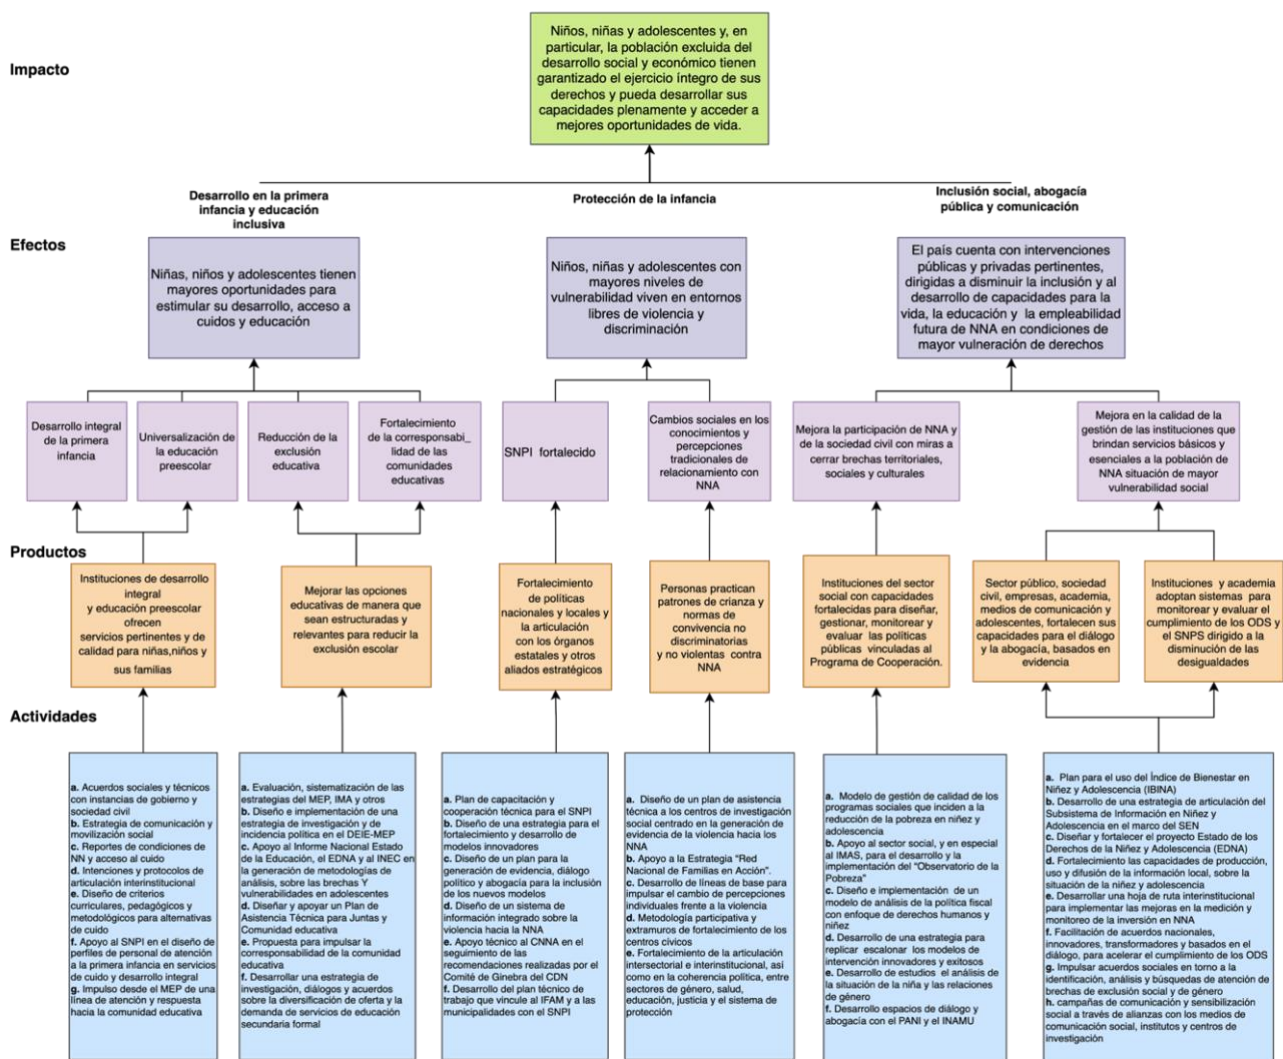 Impacto
Niños, niñas y adolescentes y, en
particular, la población excluida del
desarrollo social y económico tienen
garantizado el ejercicio íntegro de sus
derechos y pueda desarrollar sus
capacidades plenamente y acceder a
mejores oportunidades de vida.
Desarrollo en la primera
infancia y educación
inclusiva
Protección de la infancia
Inclusión social, abogacía
pública y comunicación
Efectos
Niñas, niños y adolescentes tienen
mayores oportunidades para
estimular su desarrollo, acceso a
cuidos y educación
Niños, niñas y adolescentes con
mayores niveles de
vulnerabilidad viven en entornos
libres de violencia y
discriminación
El país cuenta con intervenciones
públicas y privadas pertinentes,
dirigidas a disminuir la inclusión y al
desarrollo de capacidades para la
vida, la educación y la empleabilidad
futura de NNA en condiciones de
mayor vulneración de derechos
Desarrollo integral
de la primera
infancia
Universalización de
la educación
preescolar
Reducción de la
exclusión
educativa
Fortalecimiento
de la corresponsabi_
lidad de las
comunidades
educativas
SNPI fortalecido
Cambios sociales en los
conocimientos y
percepciones
tradicionales de
relacionamiento con
NNA
Mejora la participación de NNA y
de la sociedad civil con miras a
cerrar brechas territoriales,
sociales y culturales
Mejora en la calidad de la
gestión de las instituciones que
brindan servicios básicos y
esenciales a la población de
NNA situación de mayor
vulnerabilidad social
Productos
Instituciones de desarrollo
integral
y educación preescolar
ofrecen
servicios pertinentes y de
calidad para niñas,niños y
sus familias
Mejorar las opciones
educativas de manera que
sean estructuradas y
relevantes para reducir la
exclusión escolar
Fortalecimiento
de políticas
nacionales y locales y
la articulación
con los órganos
estatales y otros
aliados estratégicos
Personas practican
patrones de crianza y
normas de
convivencia no
discriminatorias
y no violentas contra
NNA
Instituciones del sector
social con capacidades
fortalecidas para diseñar,
gestionar, monitorear y
evaluar las políticas
públicas vinculadas al
Programa de Cooperación.
Sector público, sociedad
civil, empresas, academia,
medios de comunicación y
adolescentes, fortalecen sus
capacidades para el diálogo
y la abogacía, basados en
evidencia
Instituciones y academia
adoptan sistemas para
monitorear y evaluar el
cumplimiento de los ODS y
el SNPS dirigido a la
disminución de las
desigualdades
Actividades
a. Acuerdos sociales y técnicos
con instancias de gobierno y
sociedad civil
b. Estrategia de comunicación y
movilización social
c. Reportes de condiciones de
NN y acceso al cuido
d. Intenciones y protocolos de
articulación interinstitucional
e. Diseño de criterios
curriculares, pedagógicos y
metodológicos para alternativas
de cuido
f. Apoyo al SNPI en el diseño de
perfiles de personal de atención
a la primera infancia en servicios
de cuido y desarrollo integral
g. Impulso desde el MEP de una
línea de atención y respuesta
hacia la comunidad educativa
a. Evaluación, sistematización de las
estrategias del MEP, IMA y otros
b. Diseño e implementación de una
estrategia de investigación y de
incidencia política en el DEIE-MEP
c. Apoyo al Informe Nacional Estado
de la Educación, el EDNA y al INEC en
la generación de metodologías de
análisis, sobre las brechas Y
vulnerabilidades en adolescentes
d. Diseñar y apoyar un Plan de
Asistencia Técnica para Juntas y
Comunidad educativa
e. Propuesta para impulsar la
corresponsabilidad de la comunidad
educativa
f. Desarrollar una estrategia de
investigación, diálogos y acuerdos
sobre la diversificación de oferta y la
demanda de servicios de educación
secundaria formal
a. Plan de capacitación y
cooperación técnica para el SNPI
b. Diseño de una estrategia para el
fortalecimiento y desarrollo de
modelos innovadores
c. Diseño de un plan para la
generación de evidencia, diálogo
político y abogacía para la inclusión
de los nuevos modelos
d. Diseño de un sistema de
información integrado sobre la
violencia hacia la NNA
e. Apoyo técnico al CNNA en el
seguimiento de las
recomendaciones realizadas por el
Comité de Ginebra del CDN
f. Desarrollo del plan técnico de
trabajo que vincule al IFAM y a las
municipalidades con el SNPI
a. Diseño de un plan de asistencia
técnica a los centros de investigación
social centrado en la generación de
evidencia de la violencia hacia los
NNA
b. Apoyo a la Estrategia "Red
Nacional de Familias en Acción".
c. Desarrollo de líneas de base para
impulsar el cambio de percepciones
individuales frente a la violencia
d. Metodología participativa y
extramuros de fortalecimiento de los
centros cívicos
e. Fortalecimiento de la articulación
intersectorial e interinstitucional, así
como en la coherencia política, entre
sectores de género, salud,
educación, justicia y el sistema de
protección
a. Modelo de gestión de calidad de los
programas sociales que inciden a la
reducción de la pobreza en niñez y
adolescencia
b. Apoyo al sector social, y en especial
al IMAS, para el desarrollo y la
implementación del "Observatorio de la
Pobreza"
c. Diseño e implementación de un
modelo de análisis de la política fiscal
con enfoque de derechos humanos y
niñez
d. Desarrollo de una estrategia para
replicar escalonar los modelos de
intervención innovadores y exitosos
e. Desarrollo de estudios el análisis de
la situación de la niña y las relaciones
de género
f. Desarrollo espacios de diálogo y
abogacía con el PANI y el INAMU
a. Plan para el uso del Índice de Bienestar en
Niñez y Adolescencia (IBINA)
b. Desarrollo de una estrategia de articulación del
Subsistema de Información en Niñez y
Adolescencia en el marco del SEN
c. Diseñar y fortalecer el proyecto Estado de los
Derechos de la Niñez y Adolescencia (EDNA)
d. Fortalecimiento las capacidades de producción,
uso y difusión de la información local, sobre la
situación de la niñez y adolescencia
e. Desarrollar una hoja de ruta interinstitucional
para implementar las mejoras en la medición y
monitoreo de la inversión en NNA
f. Facilitación de acuerdos nacionales,
innovadores, transformadores y basados en el
diálogo, para acelerar el cumplimiento de los ODS
g. Impulsar acuerdos sociales en torno a la
identificación, análisis y búsquedas de atención de
brechas de exclusión social y de género
h. campañas de comunicación y sensibilización
social a través de alianzas con los medios de
comunicación social, institutos y centros de
investigación